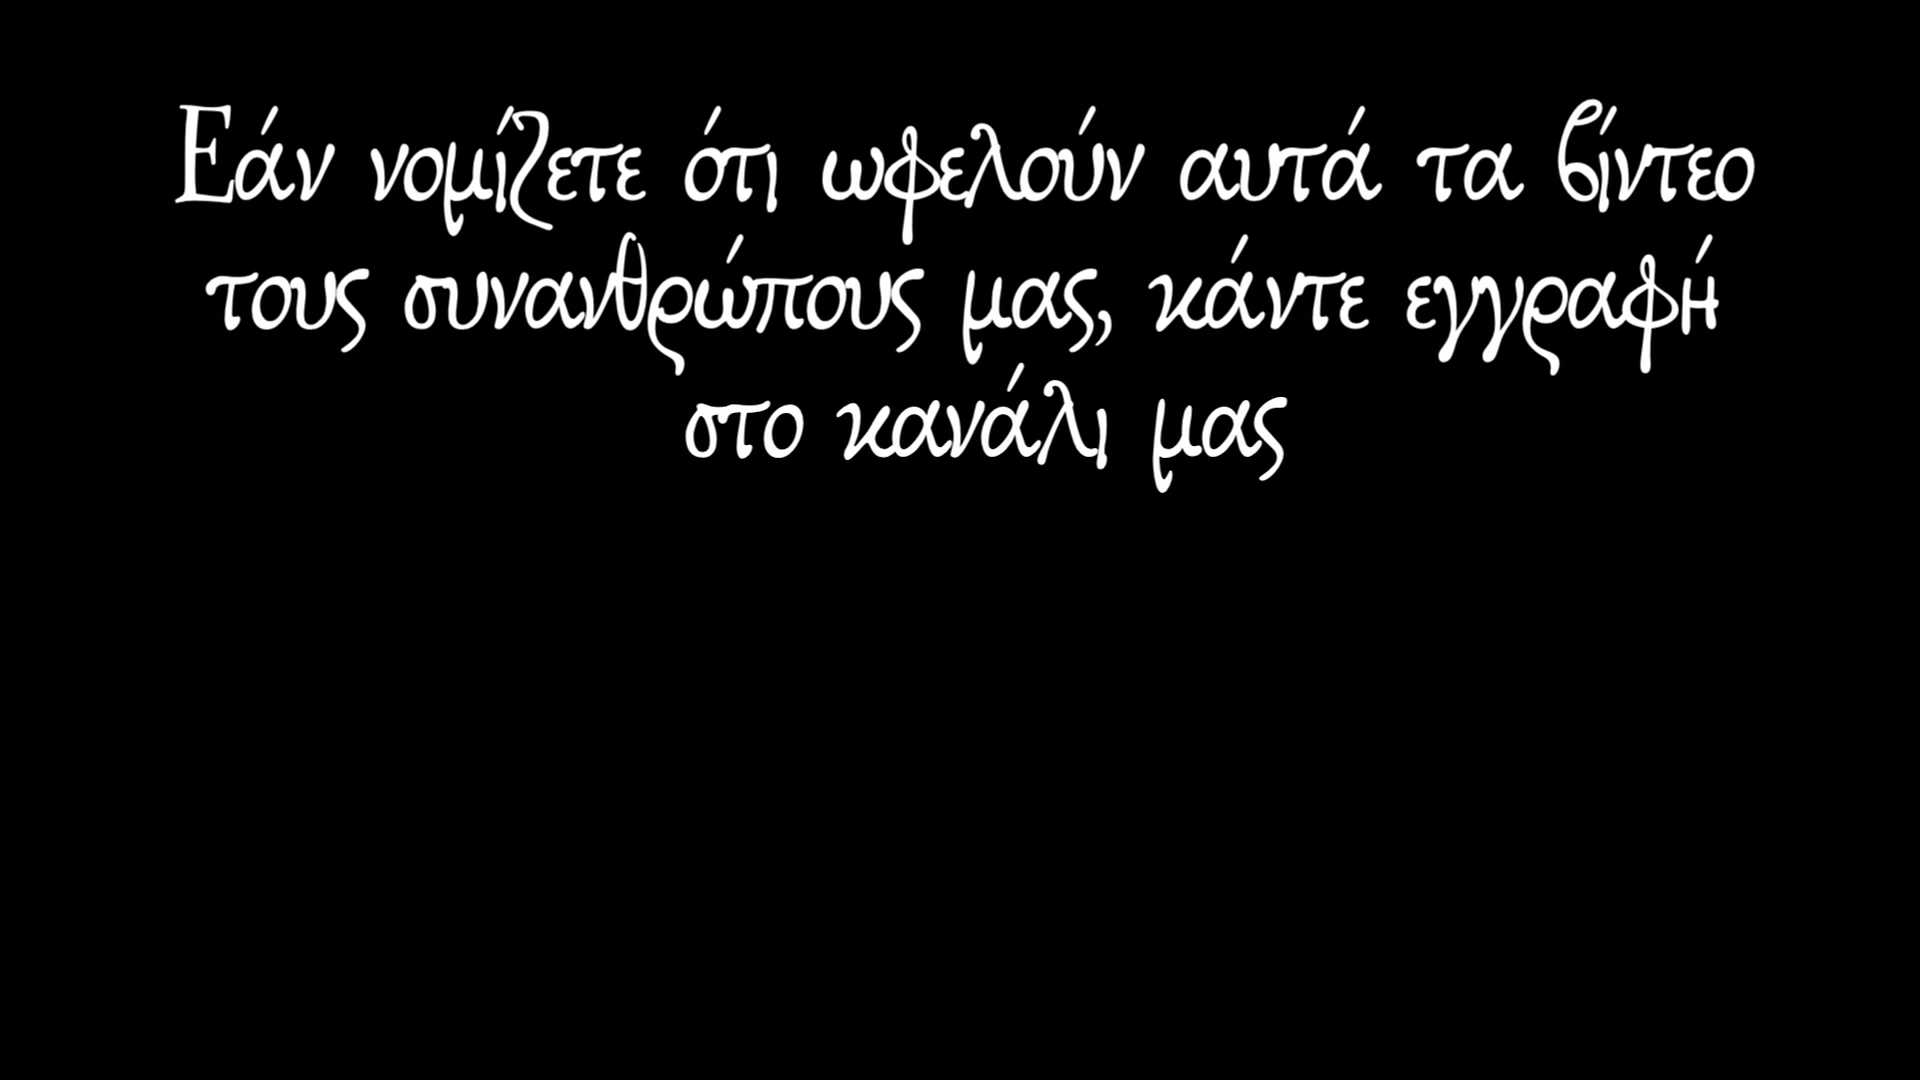 Εάν νομίζετε ότι ωφελούν αυτά τα βίντεο
τους συνανθρώπους μας, κάντε εγγραφή
στο κανάλι μας